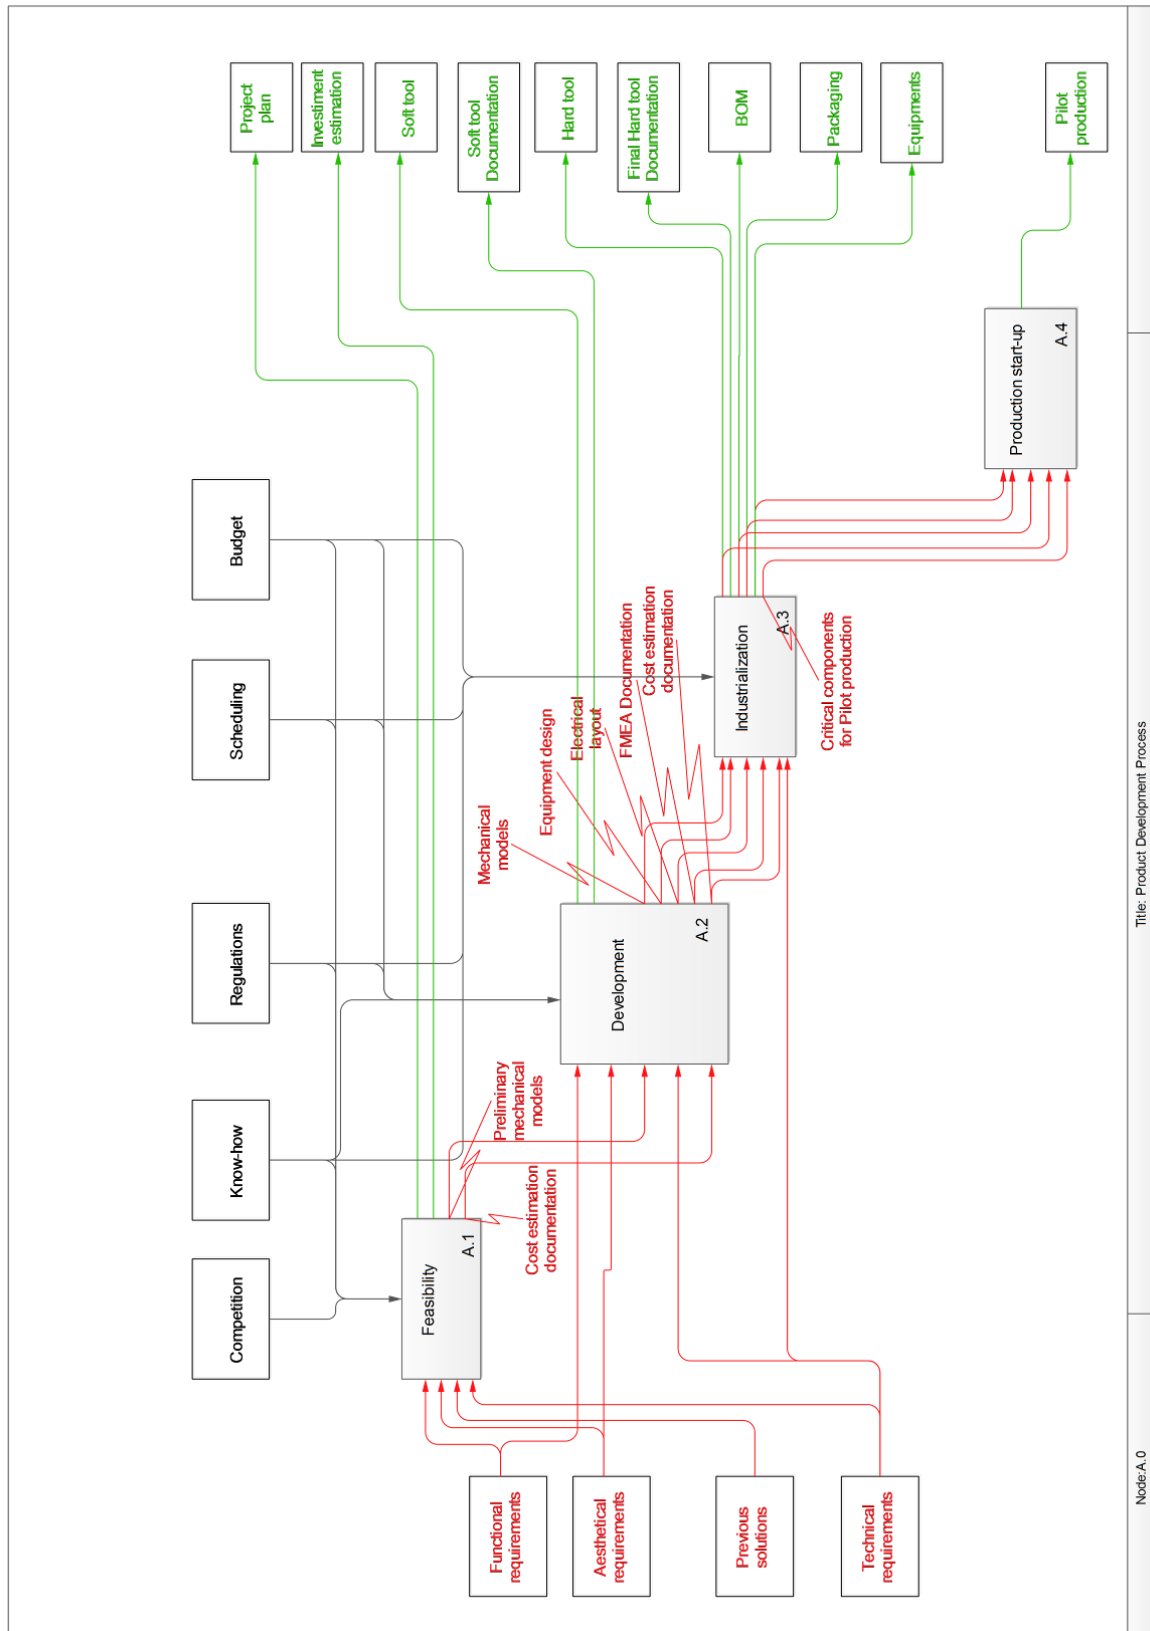 Competition
Know-how
Regulations
Scheduling
Budget
Project
plan
Investiment
estimation
Soft tool
Soft tool
Documentation
Hard tool
Final Hard tool
Documentation
BOM
Packaging
Equipments
Pilot
production
Functional
requirements
Aesthetical
requirements
Previous
solutions
Technical
requirements
Feasibility
A.1
Cost estimation
documentation
Preliminary
mechanical
models
Development
A.2
Mechanical
models
Equipment design
Electrical
layout
FMEA Documentation
Cost estimation
documentation
Industrialization
A.3
Critical components
for Pilot production
Production start-up
A.4
Node:A.0
Title: Product Development Process